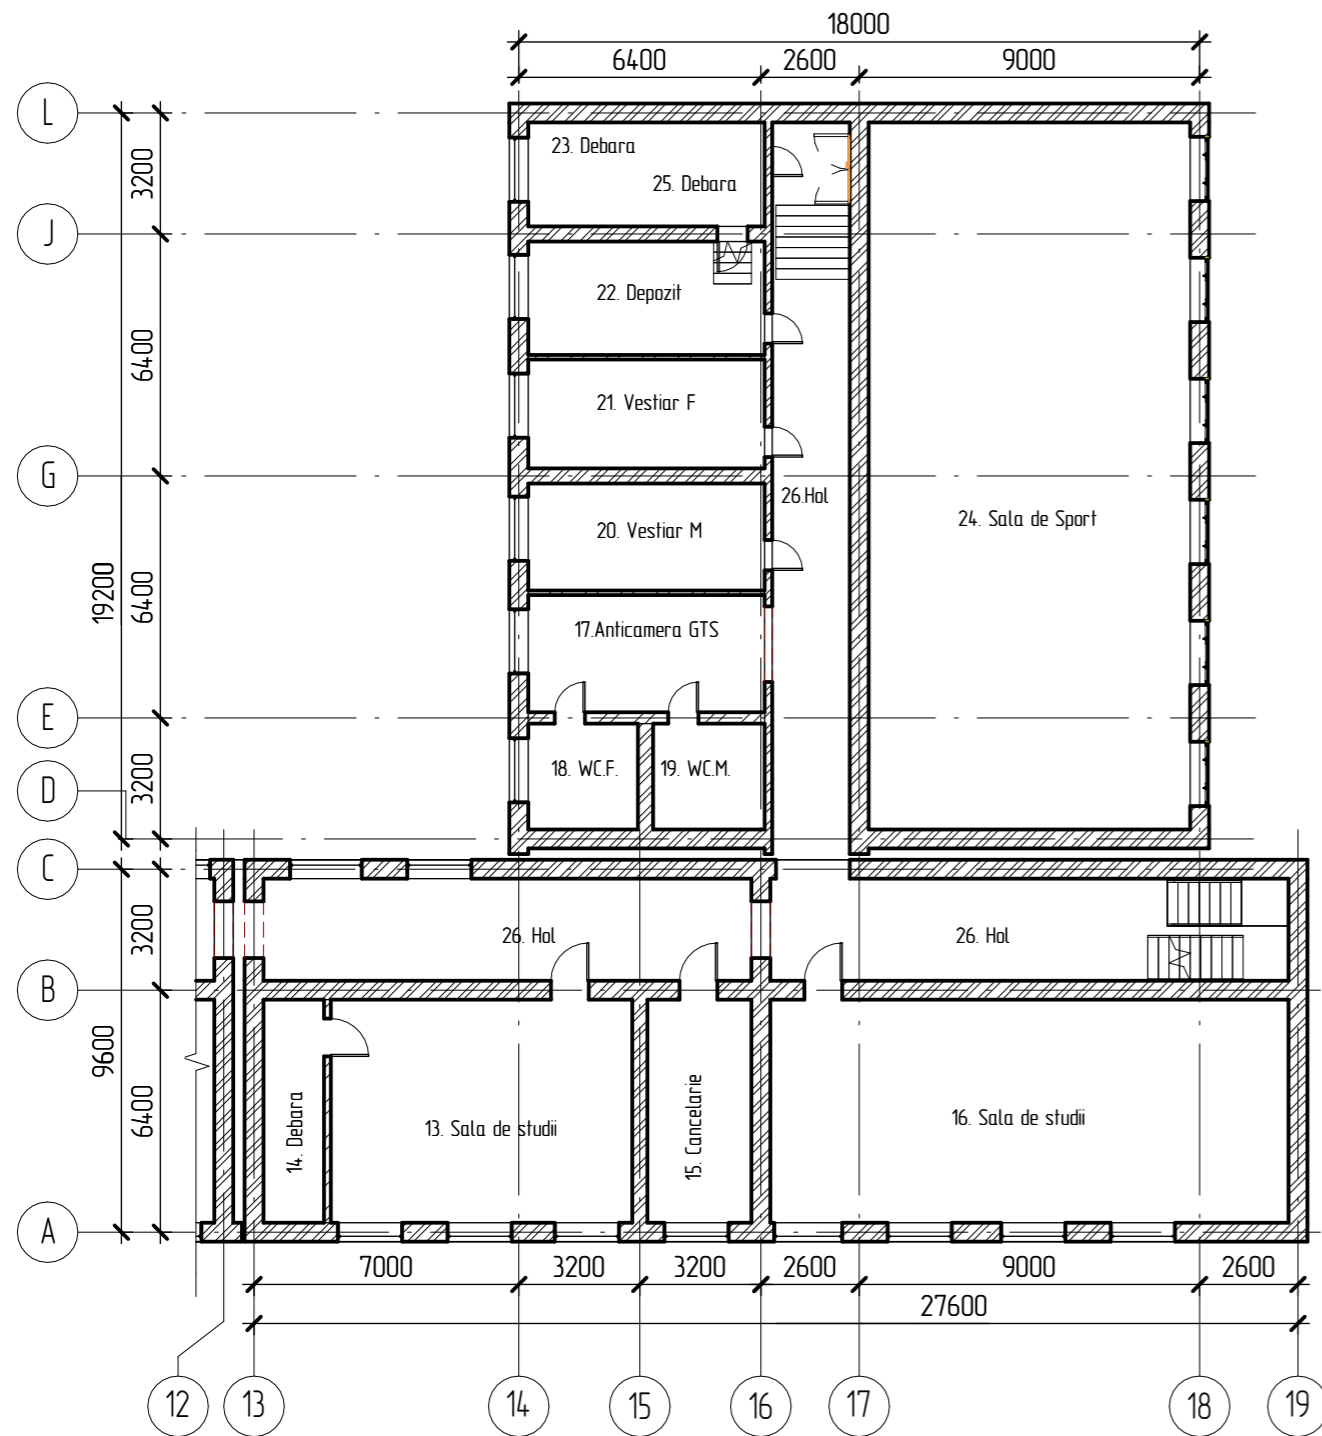 18000
6400
2600
9000
L
3200
23. Debara
25. Debara
J
22. Depozit
6400
21. Vestiar F
G
26.Hol
24. Sala de Sport
20. Vestiar M
19200
6400
17.Anticamera GTS
E
18. WC.F.
19. WC.M.
D
3200
C
3200
26. Hol
26. Hol
B
9600
6400
14. Debara
13. Sala de studii
15. Cancelarie
16. Sala de studii
A
7000
3200
3200
2600
9000
2600
27600
12
13
14
15
16
17
18
19